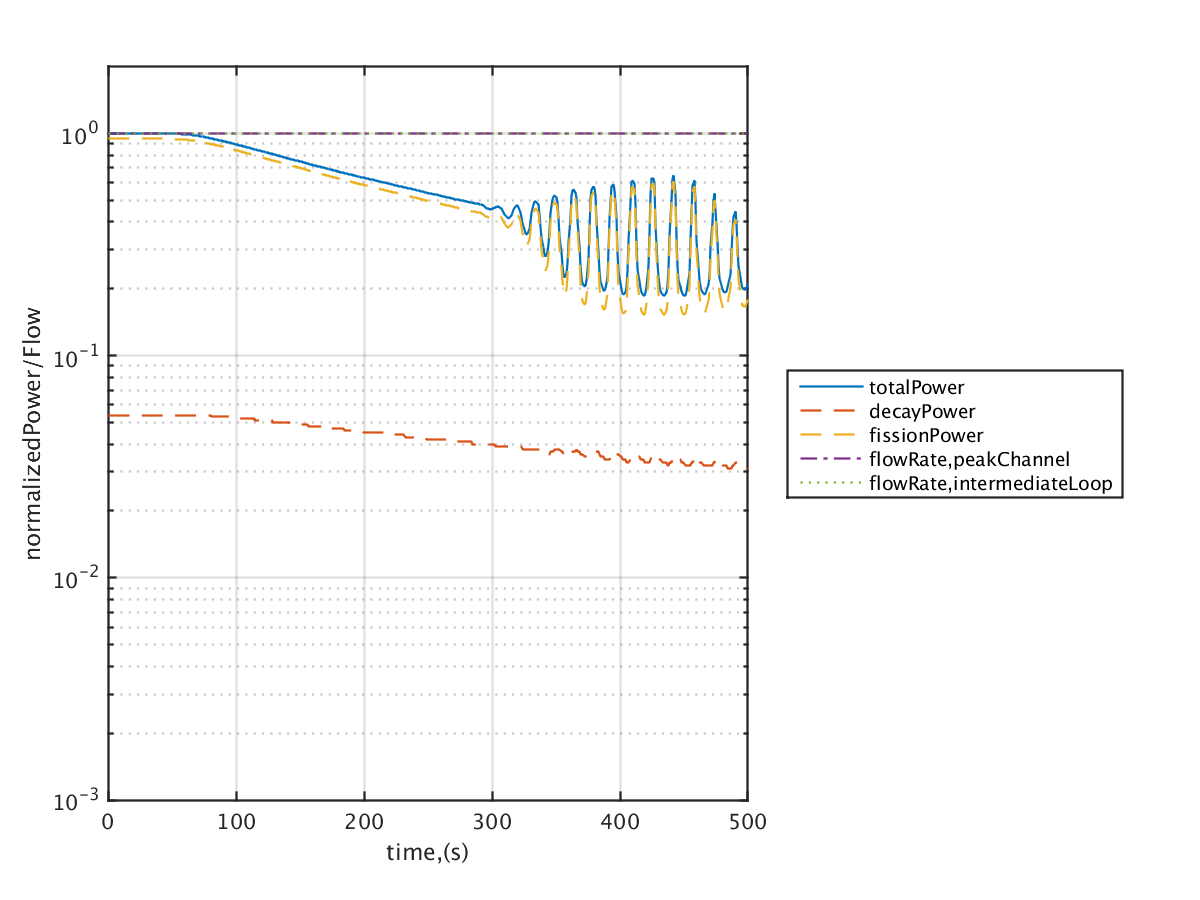 10^0
10^-1
10^-2
10^-3
normalizedPower/Flow
0 100 200 300 400 500
time,(s)
totalPower
decayPower
fissionPower
flowRate,peakChannel
flowRate,intermediateLoop